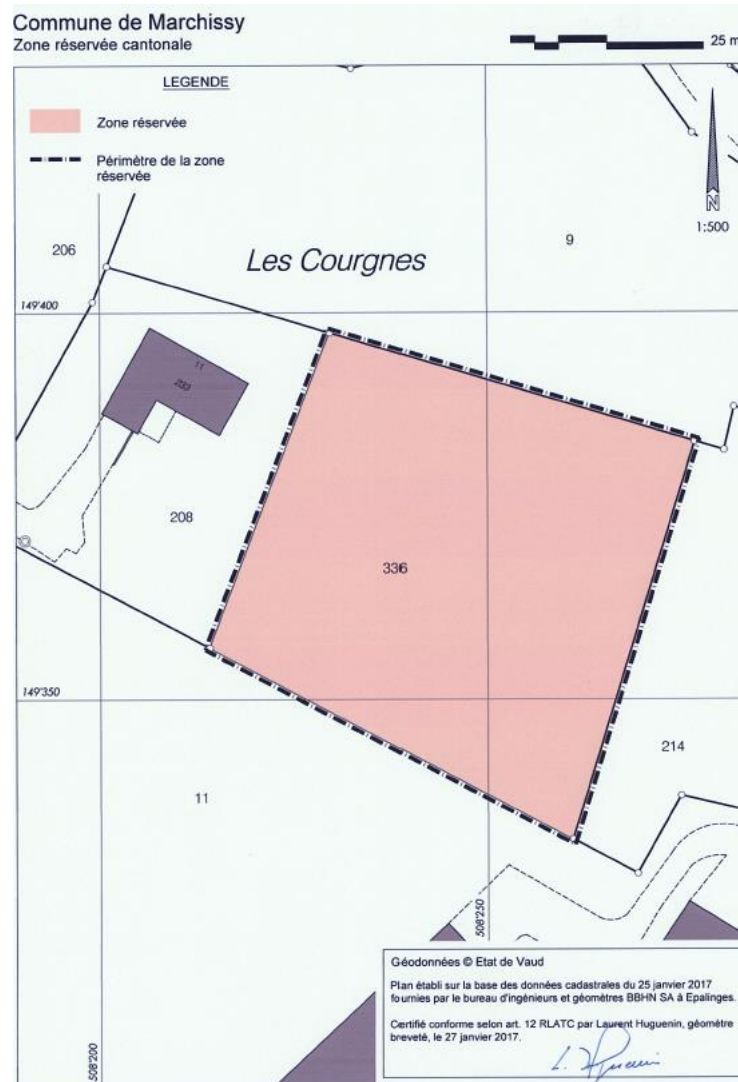 Commune de Marchissy
Zone réservée cantonale
25 m
LEGENDE
Zone réservée
Périmètre de la zone
réservée
N
1:500
206
9
Les Courgnes
149'400
11
233
208
336
149'350
214
11
508'250
508'200
Géodonnées © Etat de Vaud
Plan établi sur la base des données cadastrales du 25 janvier 2017
fournies par le bureau d'ingénieurs et géomètres BBHN SA à Epalinges.
Certifié conforme selon art. 12 RLATC par Laurent Huguenin, géomètre
breveté, le 27 janvier 2017.